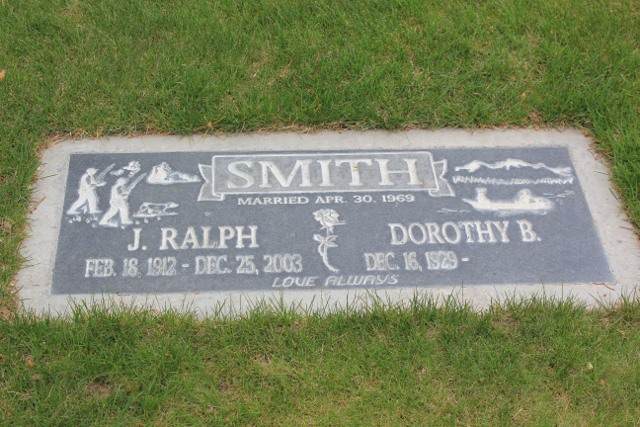 SMITH
MARRIED APR. 30, 1969
J. RALPH
FEB. 18, 1912 - DEC. 25, 2003
DOROTHY B.
DEC. 16, 1929 -
LOVE ALWAYS